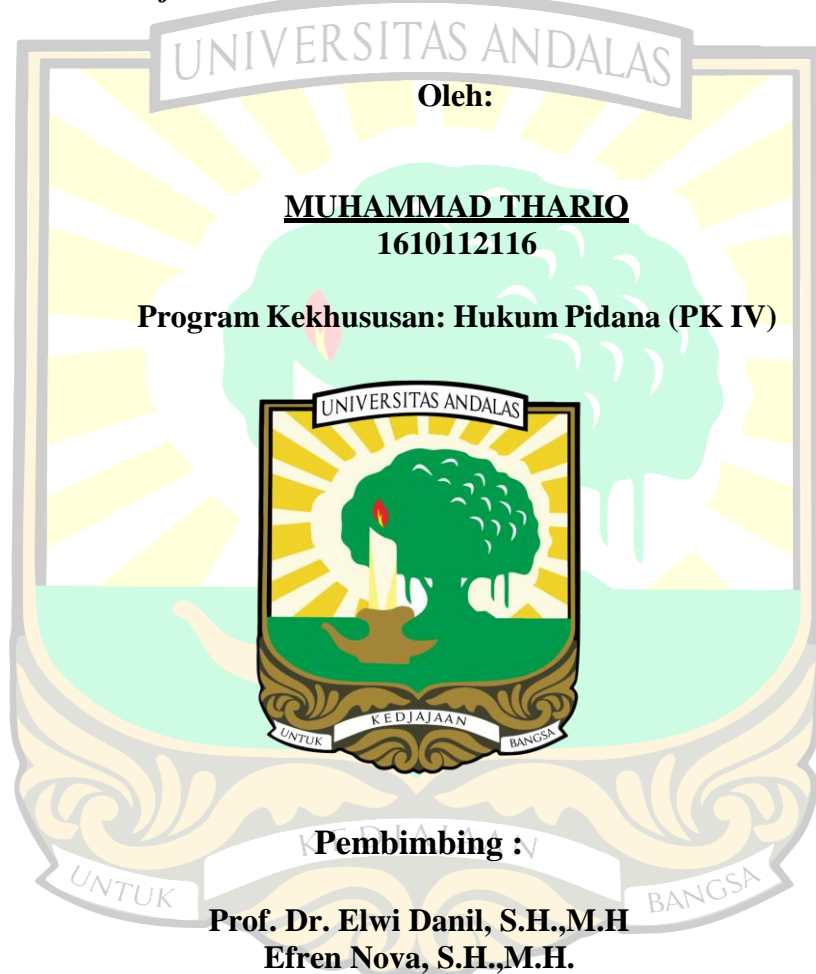 UNIVERSITAS ANDALAS
Oleh:
MUHAMMAD THARIQ
1610112116
Program Kekhususan: Hukum Pidana (PK IV)
UNIVERSITAS ANDALAS
UNTUK KEDJAJAAN BANGSA
KEDJAJAAN
Pembimbing :
UNTUK BANGSA
Prof. Dr. Elwi Danil, S.H.,M.H
Efren Nova, S.H.,M.H.